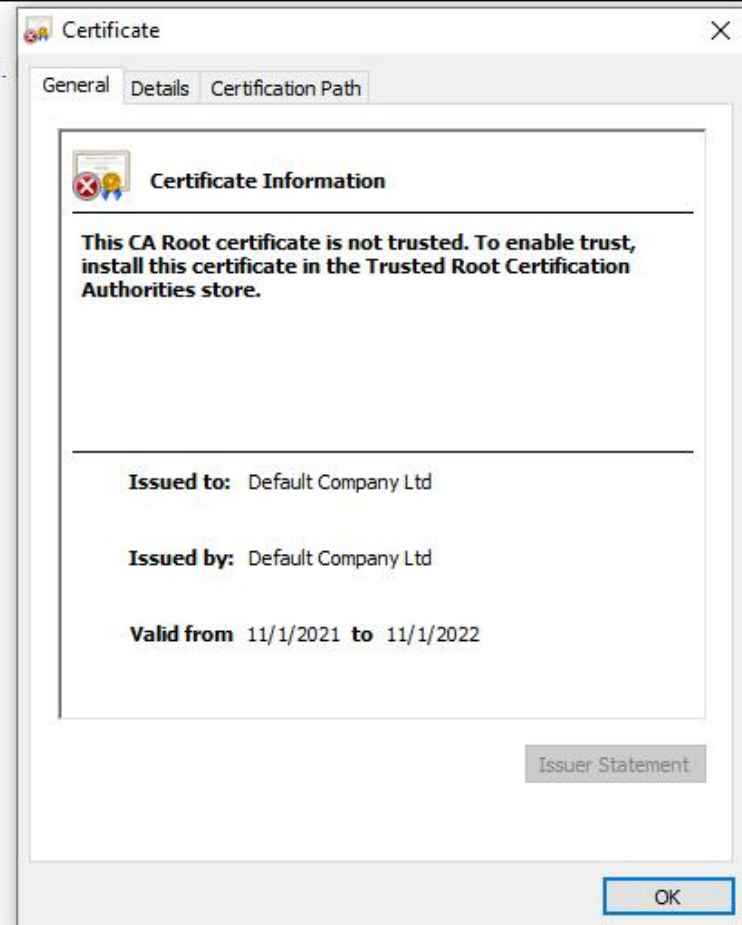 Certificate
General Details Certification Path
Certificate Information
This CA Root certificate is not trusted. To enable trust,
install this certificate in the Trusted Root Certification
Authorities store.
Issued to: Default Company Ltd
Issued by: Default Company Ltd
Valid from 11/1/2021 to 11/1/2022
Issuer Statement
OK